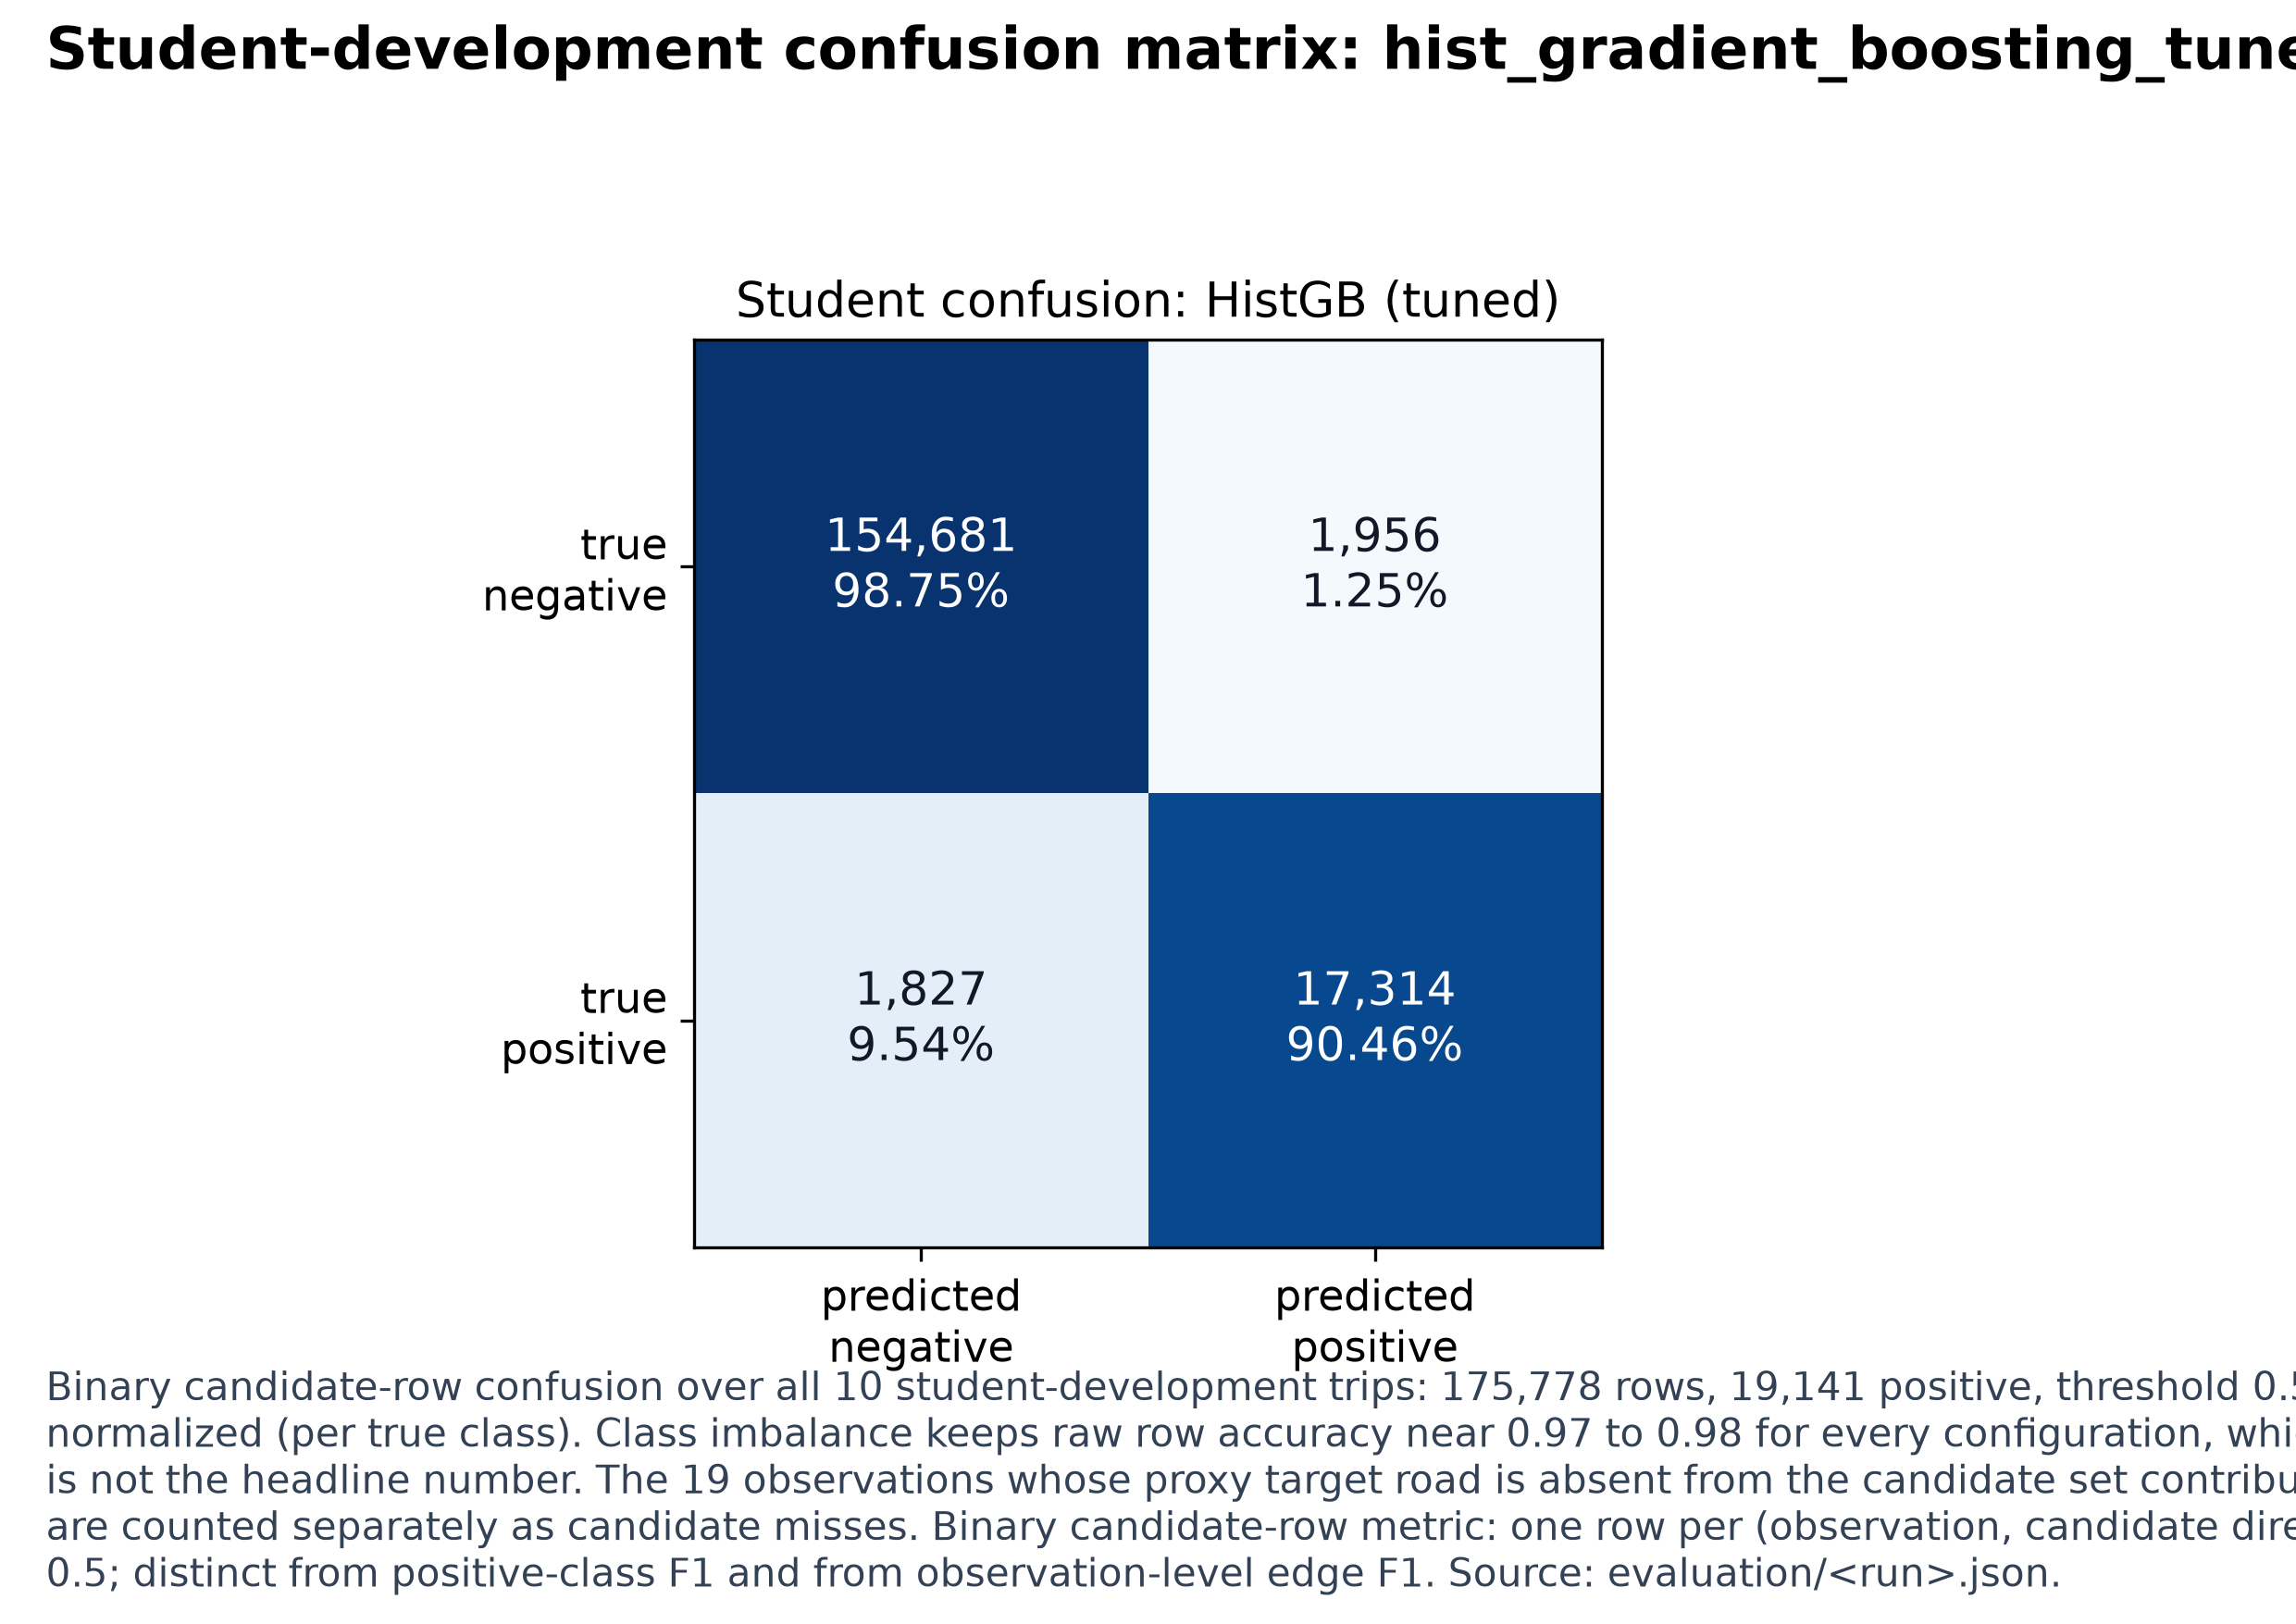 Student-development confusion matrix: hist_gradient_boosting_tune
Student confusion: HistGB (tuned)
true
negative
154,681
98.75%
1,956
1.25%
true
positive
1,827
9.54%
17,314
90.46%
predicted
negative
predicted
positive
Binary candidate-row confusion over all 10 student-development trips: 175,778 rows, 19,141 positive, threshold 0.5
normalized (per true class). Class imbalance keeps raw row accuracy near 0.97 to 0.98 for every configuration, whi
is not the headline number. The 19 observations whose proxy target road is absent from the candidate set contribu
are counted separately as candidate misses. Binary candidate-row metric: one row per (observation, candidate dire
0.5; distinct from positive-class F1 and from observation-level edge F1. Source: evaluation/<run>.json.